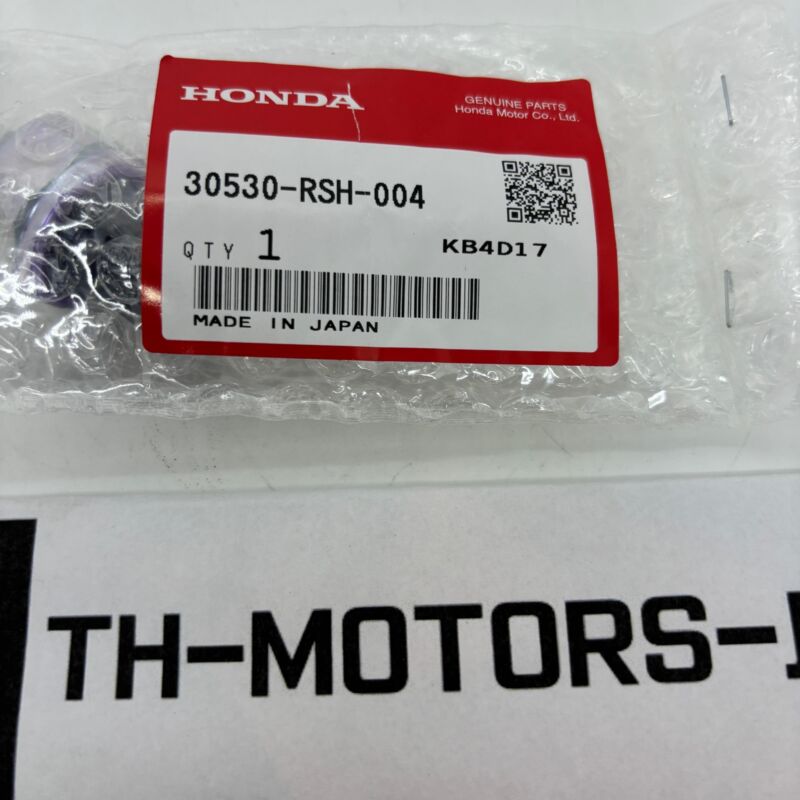 HONDA
GENUINE PARTS
Honda Motor Co., Ltd.
30530-RSH-004
QTY 1
KB4D17
MADE IN JAPAN
TH-MOTORS-J